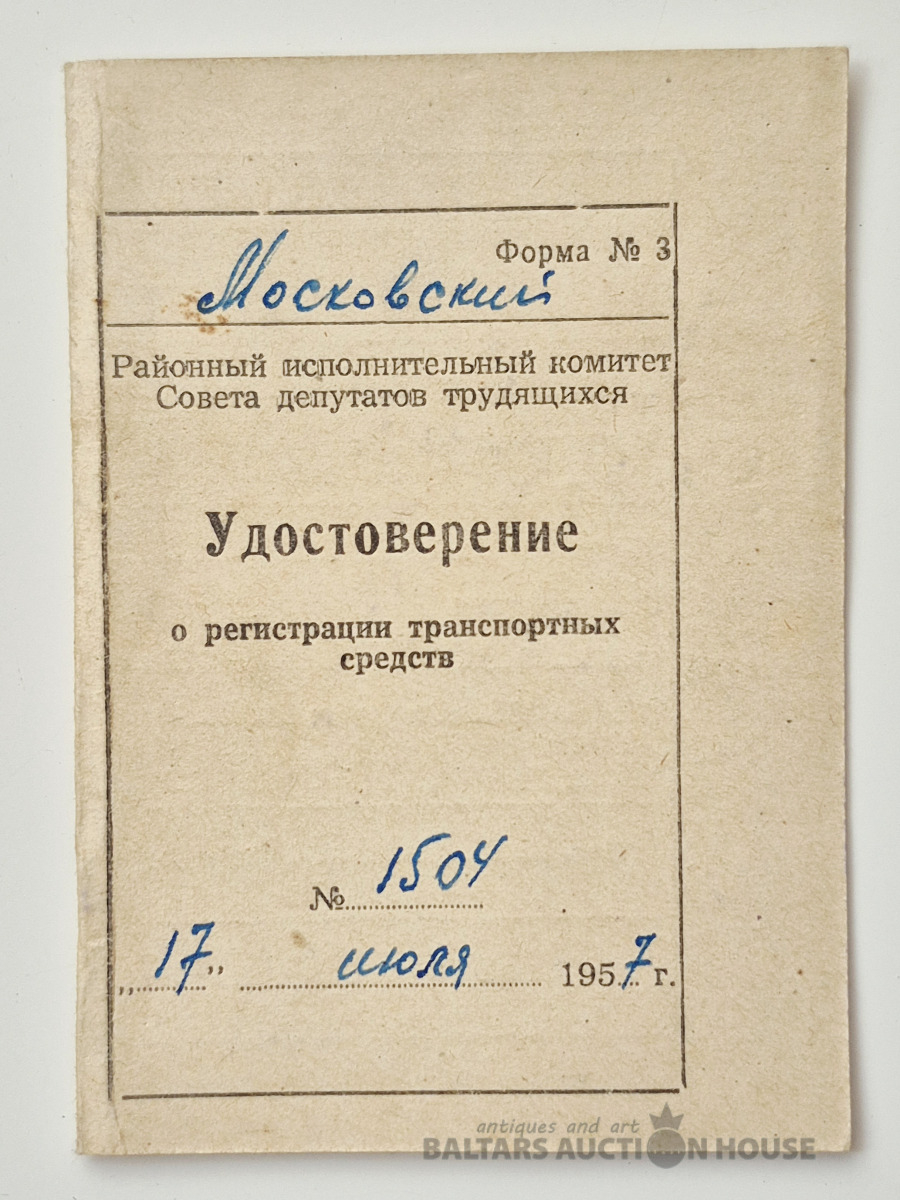 Форма № 3
Московский
Районный исполнительный комитет
Совета депутатов трудящихся
Удостоверение
о регистрации транспортных
средств
№ 1504
„17” июля 1957 г.
antiques and art
BALTARS AUCTION HOUSE